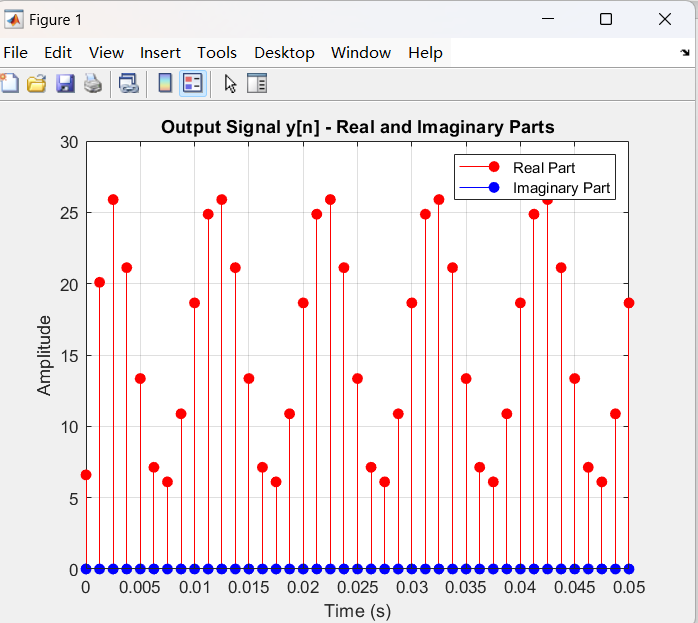 Figure 1
File Edit View Insert Tools Desktop Window Help
Output Signal y[n] - Real and Imaginary Parts
Real Part
Imaginary Part
30
25
20
15
10
5
0
Amplitude
0 0.005 0.01 0.015 0.02 0.025 0.03 0.035 0.04 0.045 0.05
Time (s)